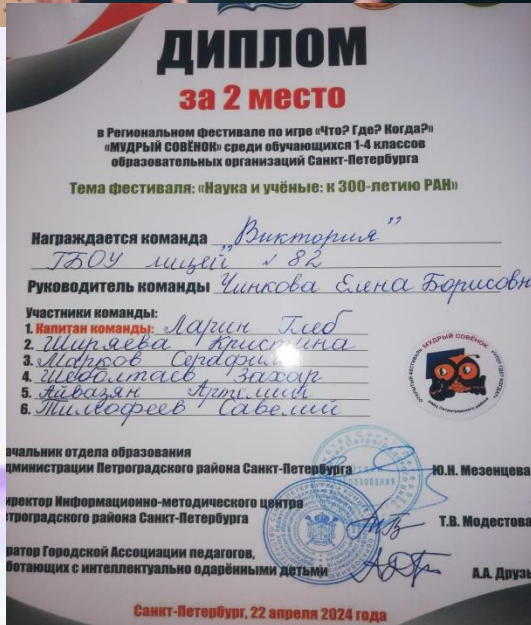 ДИПЛОМ
за 2 место
в Региональном фестивале по игре «Что? Где? Когда?»
«МУДРЫЙ СОВЁНОК» среди обучающихся 1-4 классов
образовательных организаций Санкт-Петербурга
Тема фестиваля: «Наука и учёные: к 300-летию РАН»
Награждается команда „Виктория”
ГБОУ лицей № 82
Руководитель команды Чинкова Елена Борисовн
Участники команды:
1. Капитан команды: Ларин Глеб
2. Ширяева Кристина
3. Марков Серафим
4. Шеболтаев Захар
5. Айвазян Артемий
6. Тимофеев Савелий
МУДРЫЙ СОВЁНОК
ачальник отдела образования
дминистрации Петроградского района Санкт-Петербурга Ю.Н. Мезенцева
иректор Информационно-методического центра
етроградского района Санкт-Петербурга Т.В. Модестова
ратор Городской Ассоциации педагогов,
ботающих с интеллектуально одарёнными детьми А.А. Друзь
Санкт-Петербург, 22 апреля 2024 года